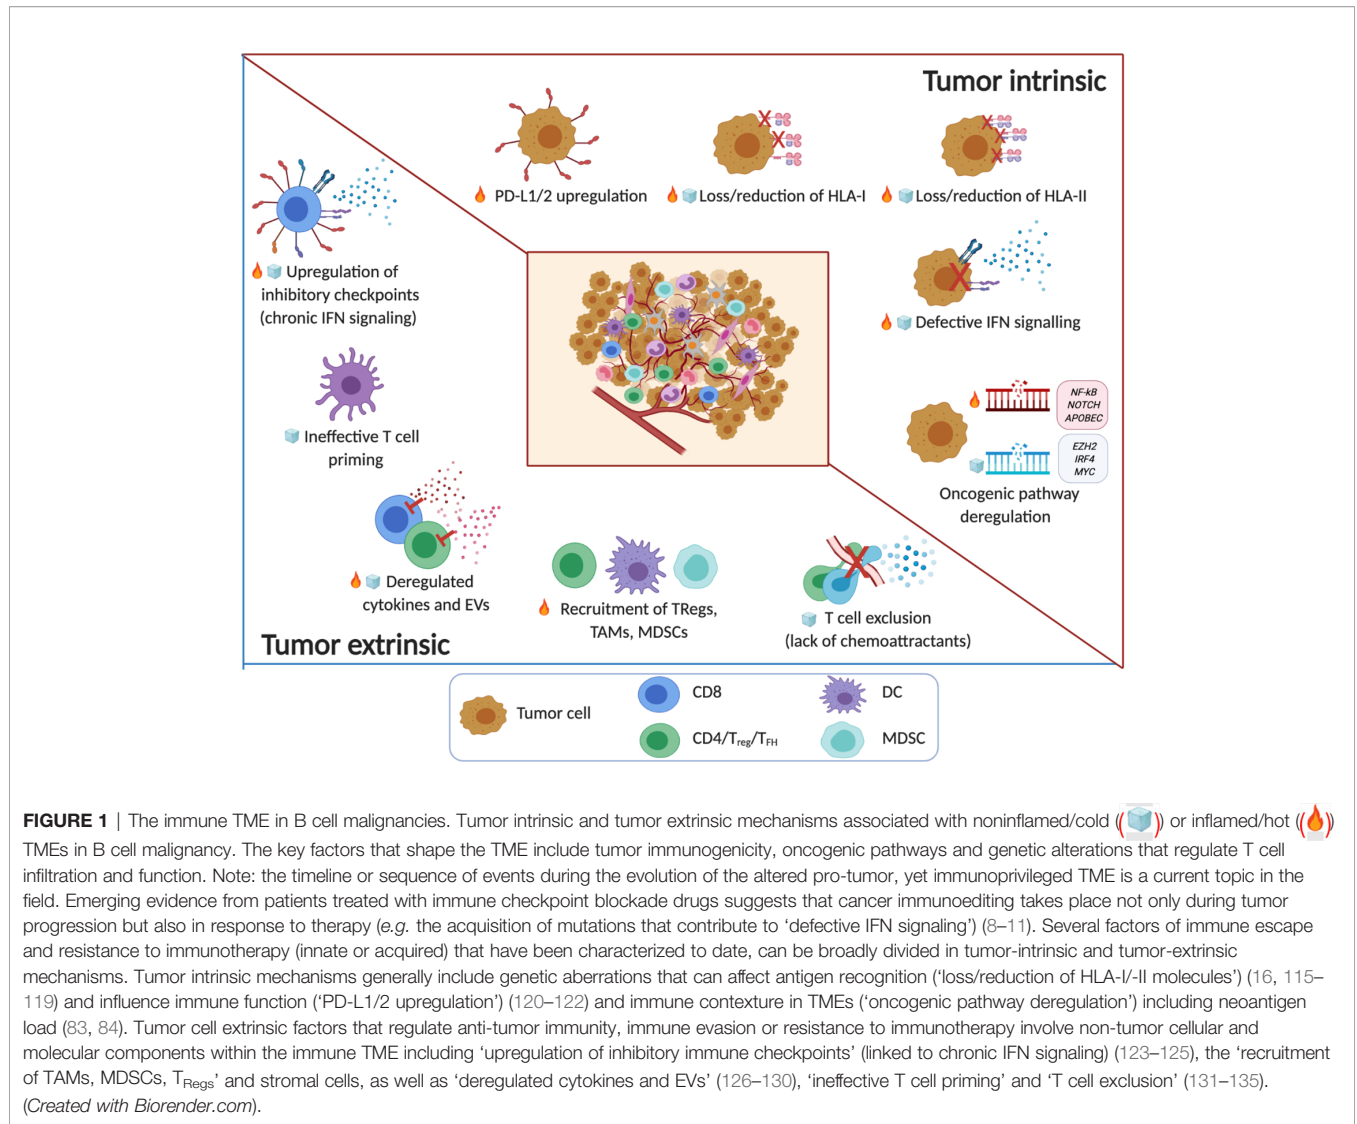 Tumor intrinsic
PD-L1/2 upregulation
Loss/reduction of HLA-I
Loss/reduction of HLA-II
Upregulation of
inhibitory checkpoints
(chronic IFN signaling)
Defective IFN signalling
Ineffective T cell
priming
NF-kB
NOTCH
APOBEC
EZH2
IRF4
MYC
Oncogenic pathway
deregulation
Deregulated
cytokines and EVs
Recruitment of TRegs,
TAMs, MDSCs
T cell exclusion
(lack of chemoattractants)
Tumor extrinsic
Tumor cell
CD8
DC
CD4/Treg/TFH
MDSC
FIGURE 1 | The immune TME in B cell malignancies. Tumor intrinsic and tumor extrinsic mechanisms associated with noninflamed/cold () or inflamed/hot ()
TMEs in B cell malignancy. The key factors that shape the TME include tumor immunogenicity, oncogenic pathways and genetic alterations that regulate T cell
infiltration and function. Note: the timeline or sequence of events during the evolution of the altered pro-tumor, yet immunoprivileged TME is a current topic in the
field. Emerging evidence from patients treated with immune checkpoint blockade drugs suggests that cancer immunoediting takes place not only during tumor
progression but also in response to therapy (e.g. the acquisition of mutations that contribute to ‘defective IFN signaling’) (8–11). Several factors of immune escape
and resistance to immunotherapy (innate or acquired) that have been characterized to date, can be broadly divided in tumor-intrinsic and tumor-extrinsic
mechanisms. Tumor intrinsic mechanisms generally include genetic aberrations that can affect antigen recognition (‘loss/reduction of HLA-I/-II molecules’) (16, 115–
119) and influence immune function (‘PD-L1/2 upregulation’) (120–122) and immune contexture in TMEs (‘oncogenic pathway deregulation’) including neoantigen
load (83, 84). Tumor cell extrinsic factors that regulate anti-tumor immunity, immune evasion or resistance to immunotherapy involve non-tumor cellular and
molecular components within the immune TME including ‘upregulation of inhibitory immune checkpoints’ (linked to chronic IFN signaling) (123–125), the ‘recruitment
of TAMs, MDSCs, TRegs’ and stromal cells, as well as ‘deregulated cytokines and EVs’ (126–130), ‘ineffective T cell priming’ and ‘T cell exclusion’ (131–135).
(Created with Biorender.com).